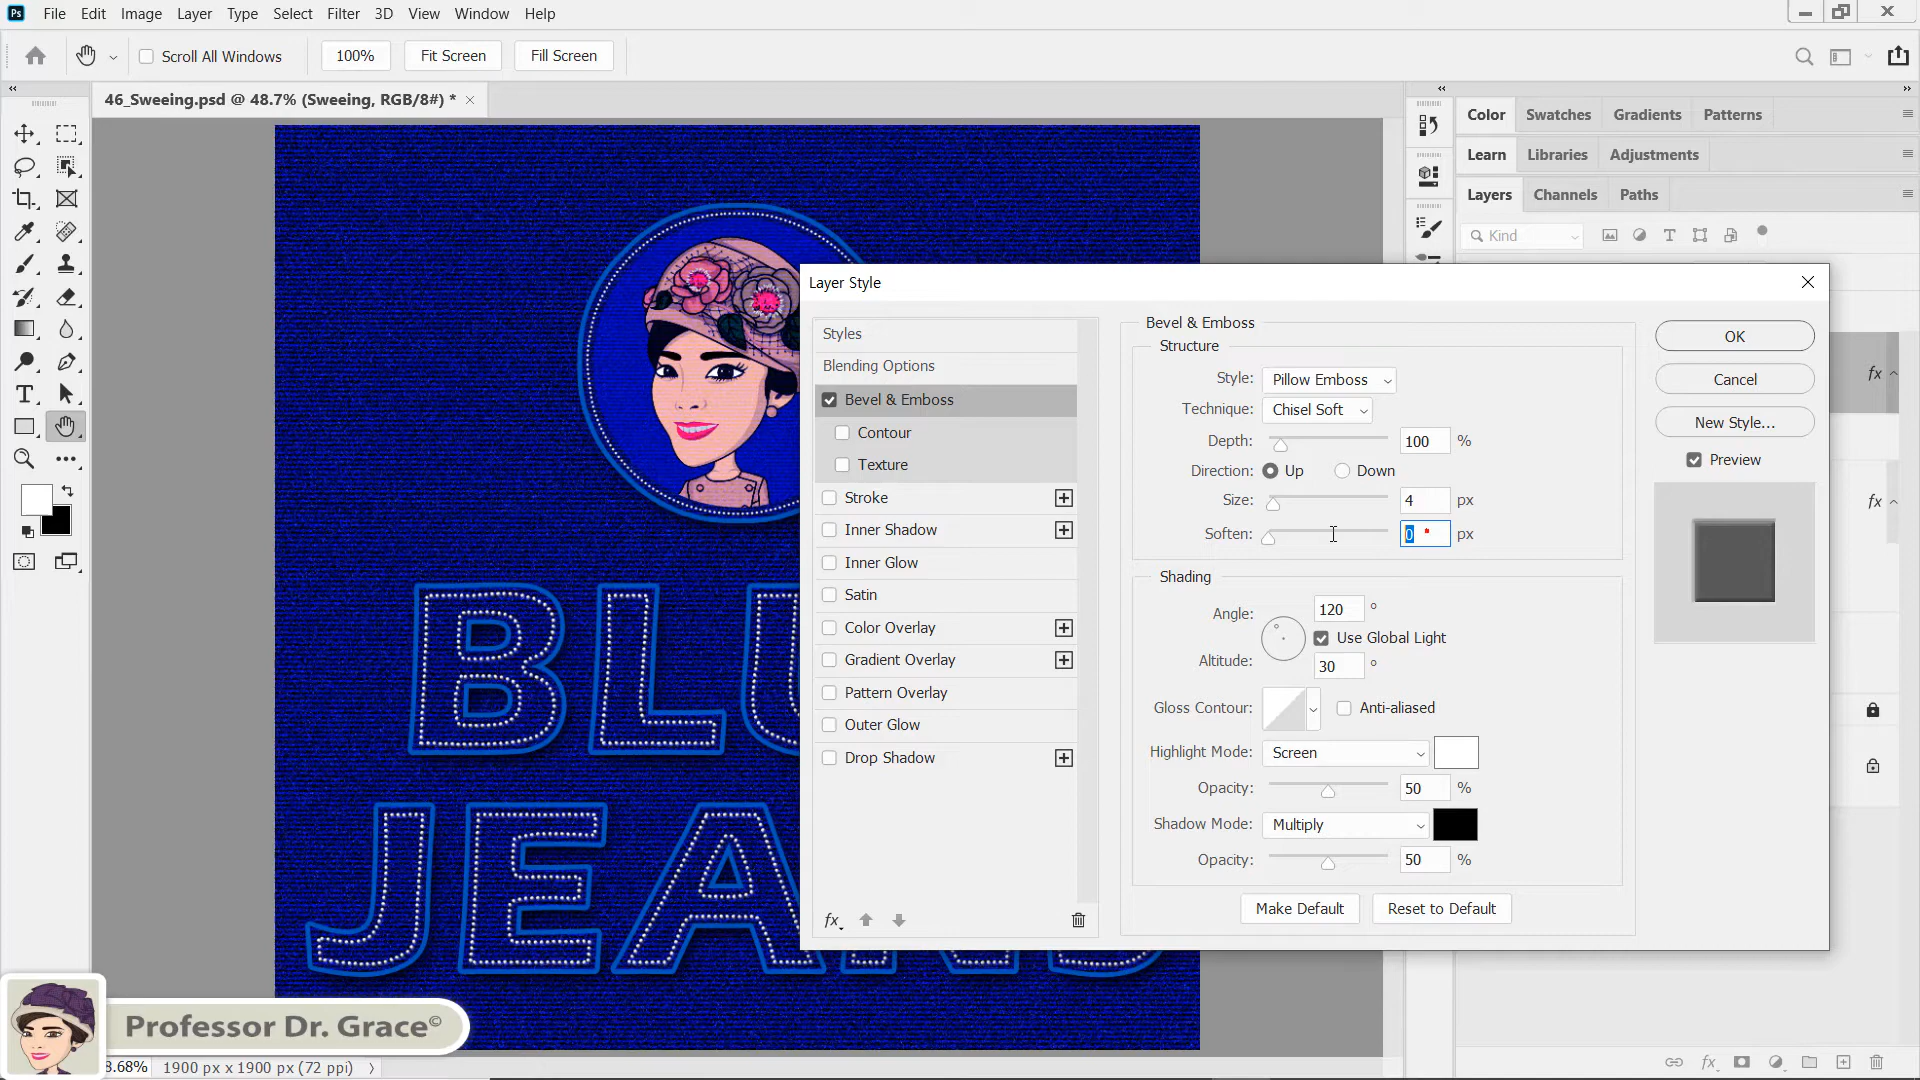 Ps File Edit Image Layer Type Select Filter 3D View Window Help
Scroll All Windows 100% Fit Screen Fill Screen
46_Sweeing.psd @ 48.7% (Sweeing, RGB/8#) * ×
Color Swatches Gradients Patterns
Learn Libraries Adjustments
Layers Channels Paths
Kind
Layer Style
Styles
Blending Options
Bevel & Emboss
Contour
Texture
Stroke
Inner Shadow
Inner Glow
Satin
Color Overlay
Gradient Overlay
Pattern Overlay
Outer Glow
Drop Shadow
fx
Bevel & Emboss
Structure
Style: Pillow Emboss
Technique: Chisel Soft
Depth: 100 %
Direction: Up Down
Size: 4 px
Soften: 0 px
Shading
Angle: 120 °
Use Global Light
Altitude: 30 °
Gloss Contour: Anti-aliased
Highlight Mode: Screen
Opacity: 50 %
Shadow Mode: Multiply
Opacity: 50 %
Make Default Reset to Default
OK
Cancel
New Style...
Preview
fx
fx
BLU
JEANS
Professor Dr. Grace©
8.68% 1900 px x 1900 px (72 ppi)
fx